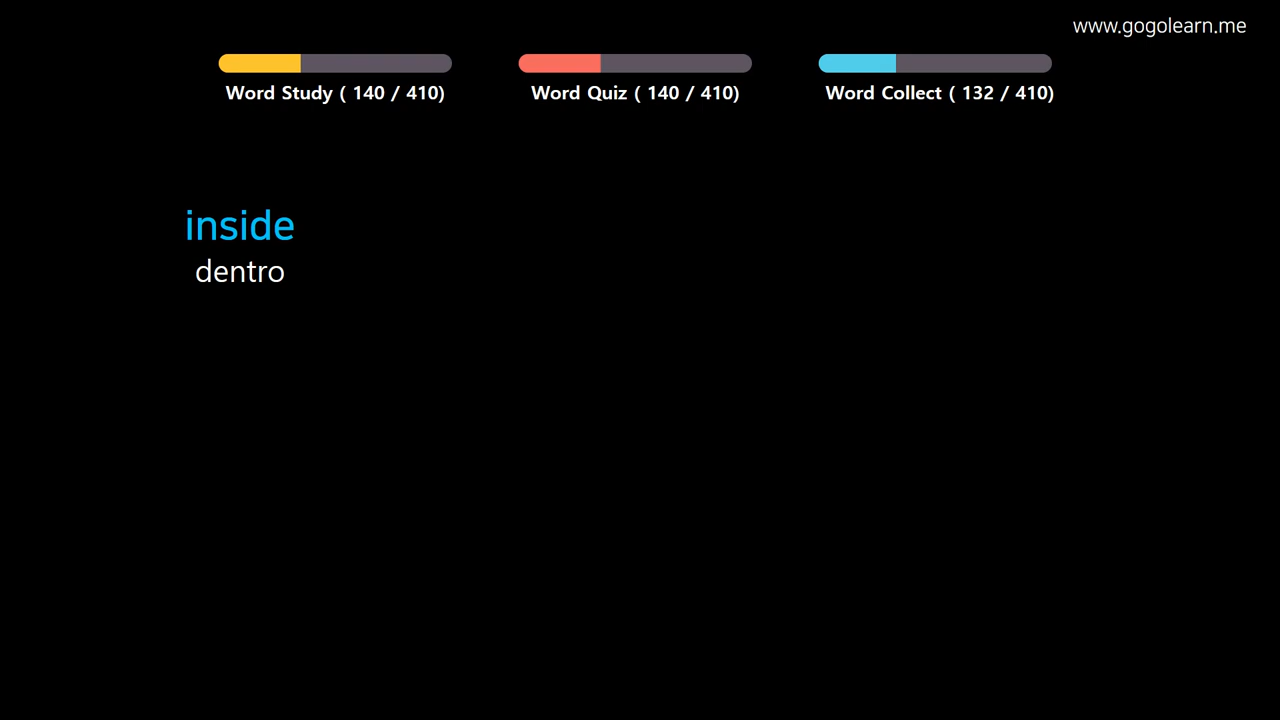 www.gogolearn.me
Word Study ( 140 / 410)
Word Quiz ( 140 / 410)
Word Collect ( 132 / 410)
inside
dentro